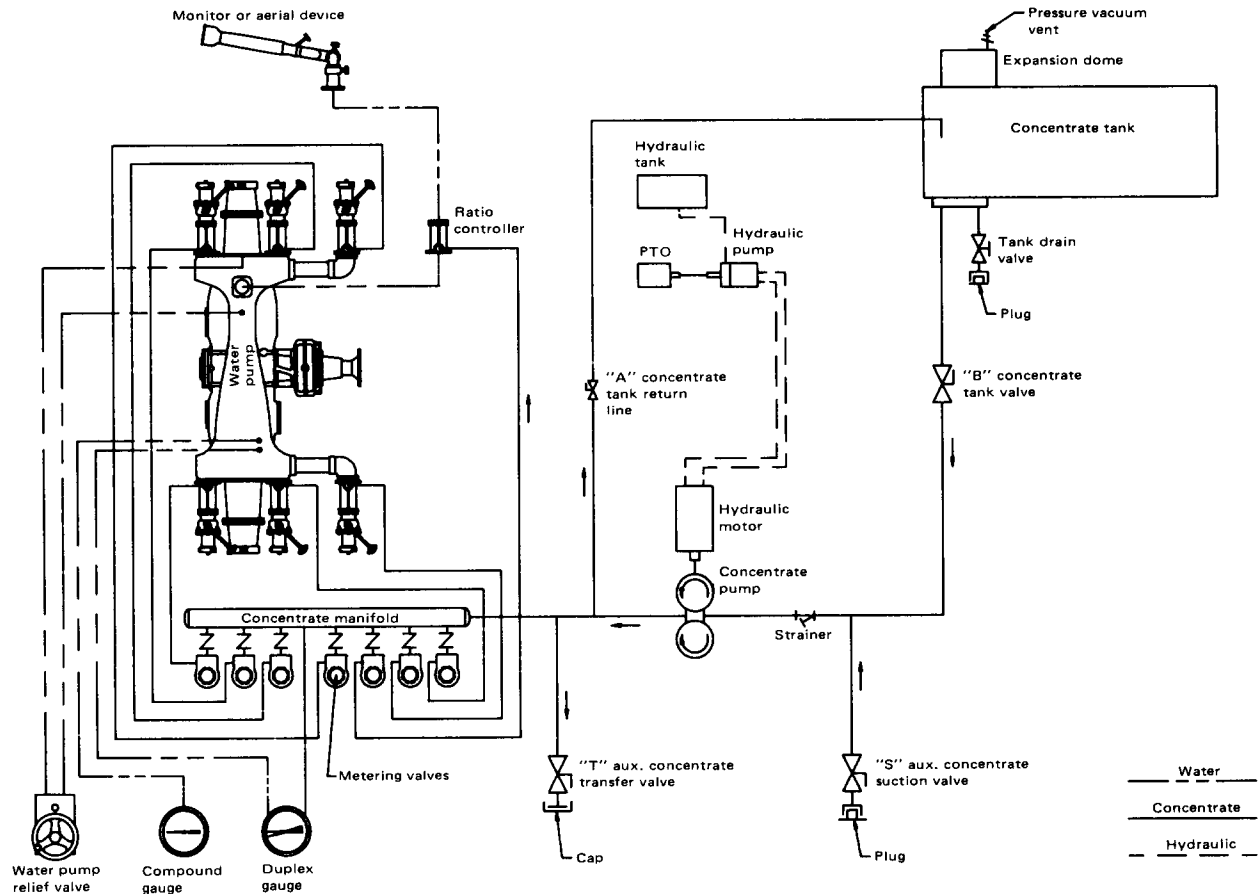 Monitor or aerial device
Pressure vacuum
vent
Expansion dome
Concentrate tank
Hydraulic
tank
Ratio
controller
Hydraulic
pump
PTO
Tank drain
valve
Plug
Water
pump
"A" concentrate
tank return
line
"B" concentrate
tank valve
Hydraulic
motor
Concentrate
pump
Concentrate manifold
Strainer
Metering valves
"T" aux. concentrate
transfer valve
"S" aux. concentrate
suction valve
Cap
Plug
Water
Concentrate
Hydraulic
Water pump
relief valve
Compound
gauge
Duplex
gauge